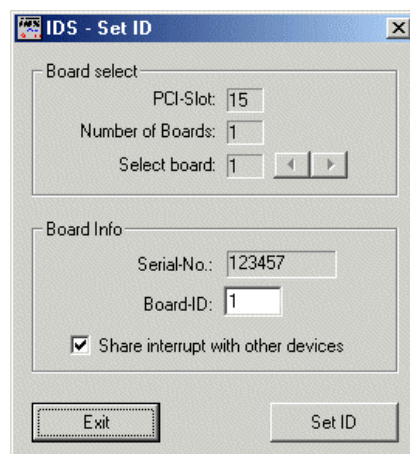 IDS - Set ID
Board select
PCI-Slot: 15
Number of Boards: 1
Select board: 1
Board Info
Serial-No.: 123457
Board-ID: 1
Share interrupt with other devices
Exit Set ID